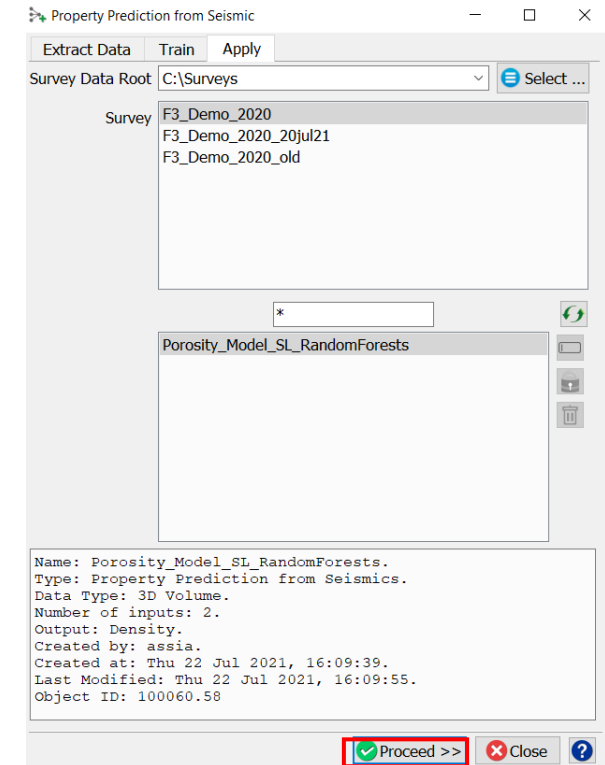 Property Prediction from Seismic
Extract Data Train Apply
Survey Data Root C:\Surveys Select ...
Survey F3_Demo_2020
F3_Demo_2020_20jul21
F3_Demo_2020_old
*
Porosity_Model_SL_RandomForests
Name: Porosity_Model_SL_RandomForests.
Type: Property Prediction from Seismics.
Data Type: 3D Volume.
Number of inputs: 2.
Output: Density.
Created by: assia.
Created at: Thu 22 Jul 2021, 16:09:39.
Last Modified: Thu 22 Jul 2021, 16:09:55.
Object ID: 100060.58
Proceed >> Close ?